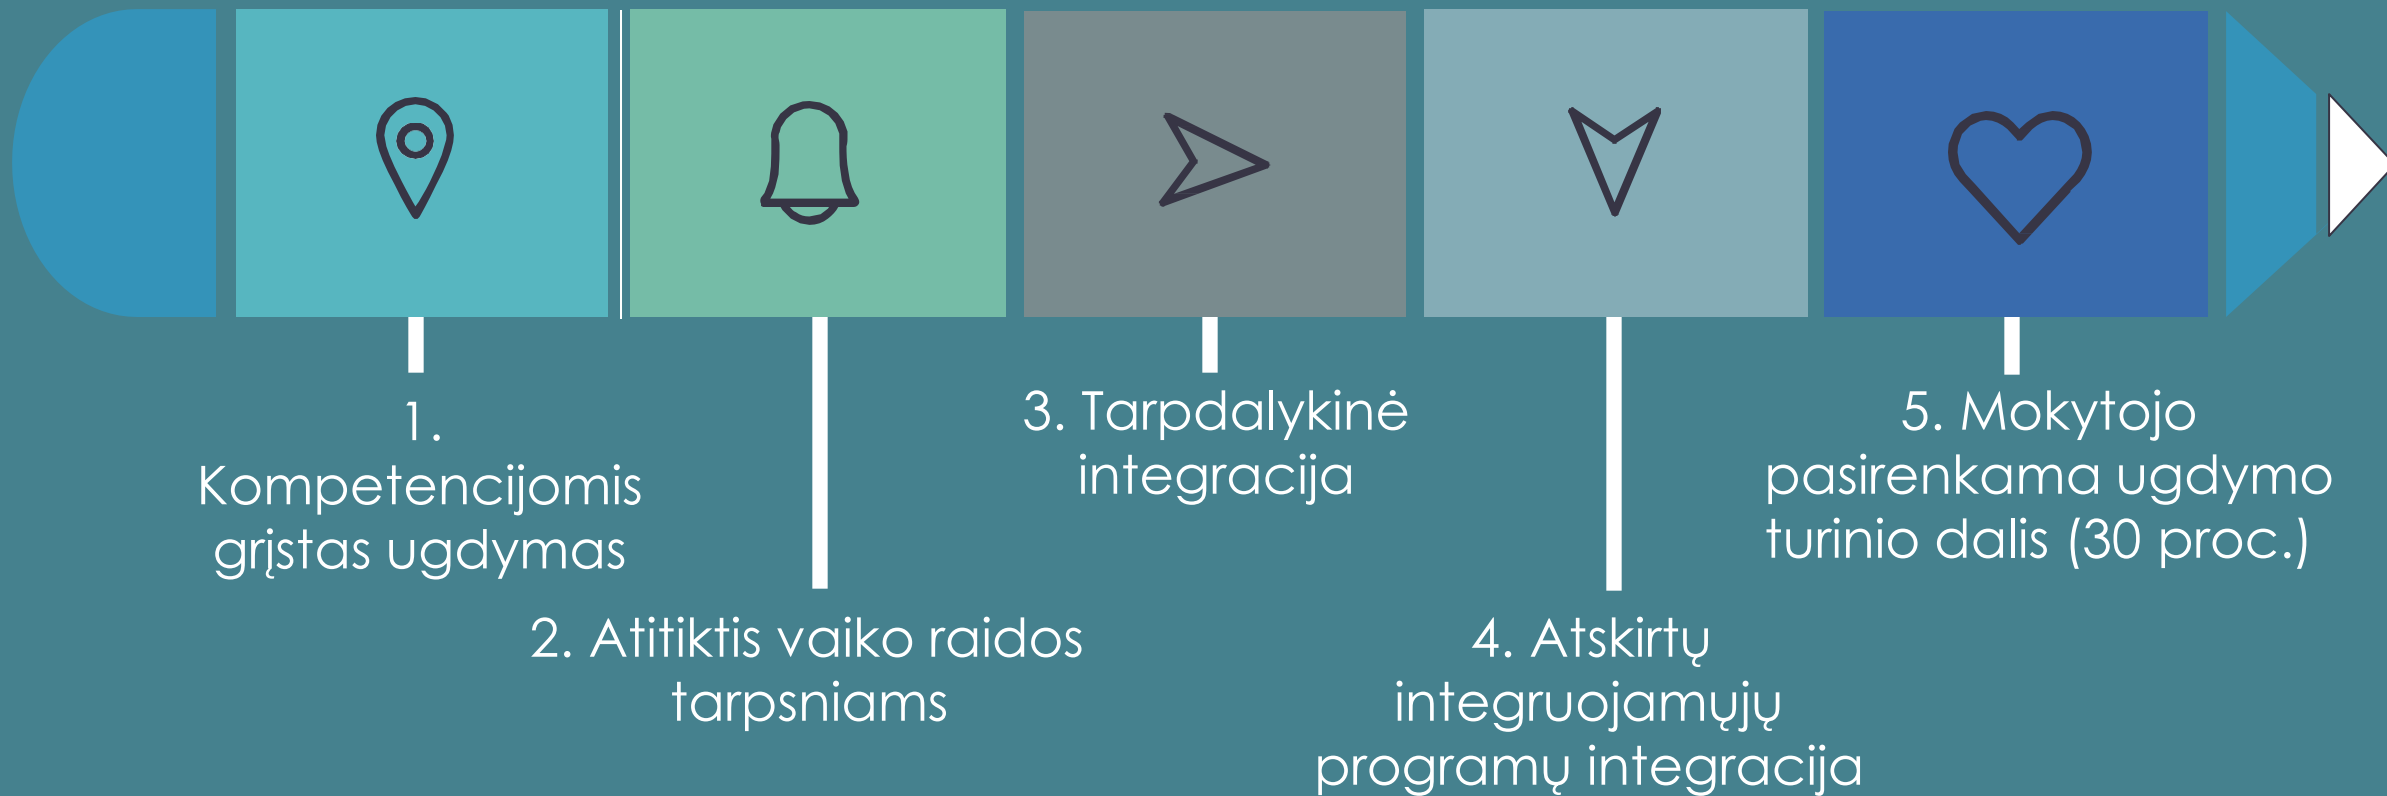 1.
Kompetencijomis
grįstas ugdymas
2. Atitiktis vaiko raidos
tarpsniams
3. Tarpdalykinė
integracija
4. Atskirtų
integruojamųjų
programų integracija
5. Mokytojo
pasirenkama ugdymo
turinio dalis (30 proc.)